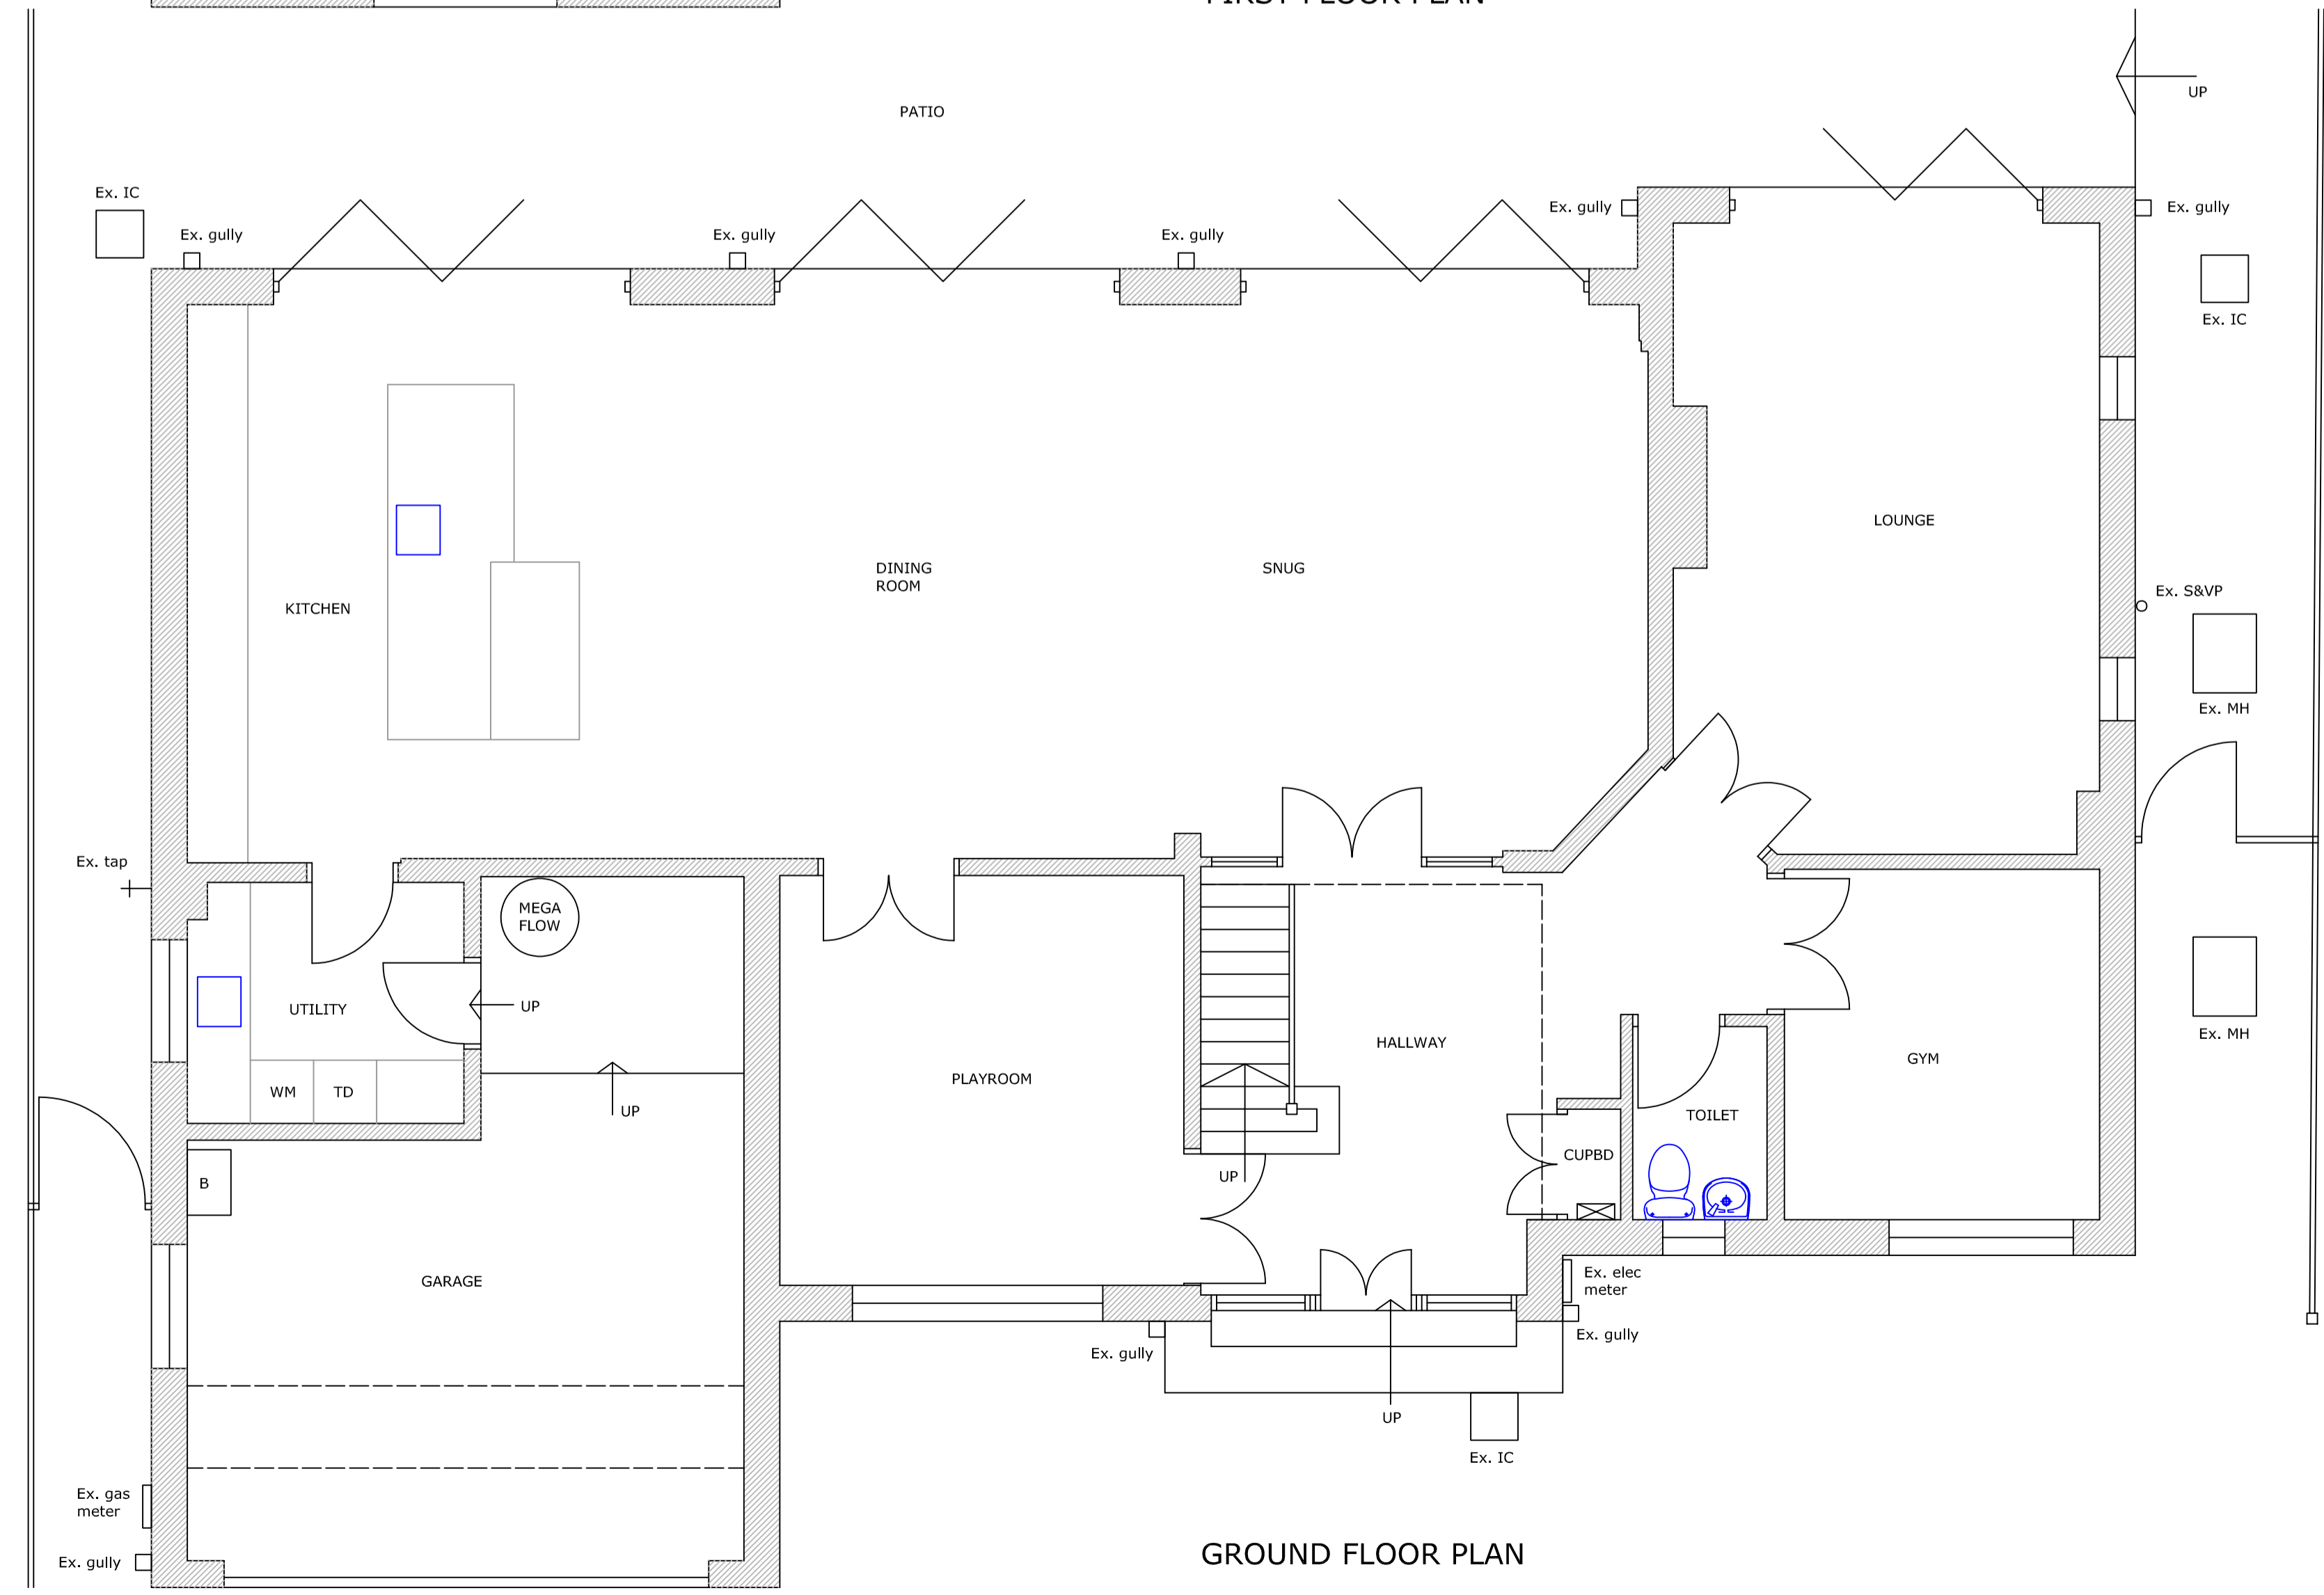 FIRST FLOOR PLAN
UP
PATIO
Ex. IC
Ex. gully
Ex. gully
Ex. gully
Ex. gully
Ex. gully
Ex. IC
LOUNGE
DINING
ROOM
SNUG
KITCHEN
Ex. S&VP
Ex. MH
Ex. tap
MEGA
FLOW
UTILITY
UP
HALLWAY
Ex. MH
GYM
PLAYROOM
WM
TD
UP
TOILET
CUPBD
UP
B
GARAGE
Ex. elec
meter
Ex. gully
Ex. gully
UP
Ex. IC
Ex. gas
meter
Ex. gully
GROUND FLOOR PLAN